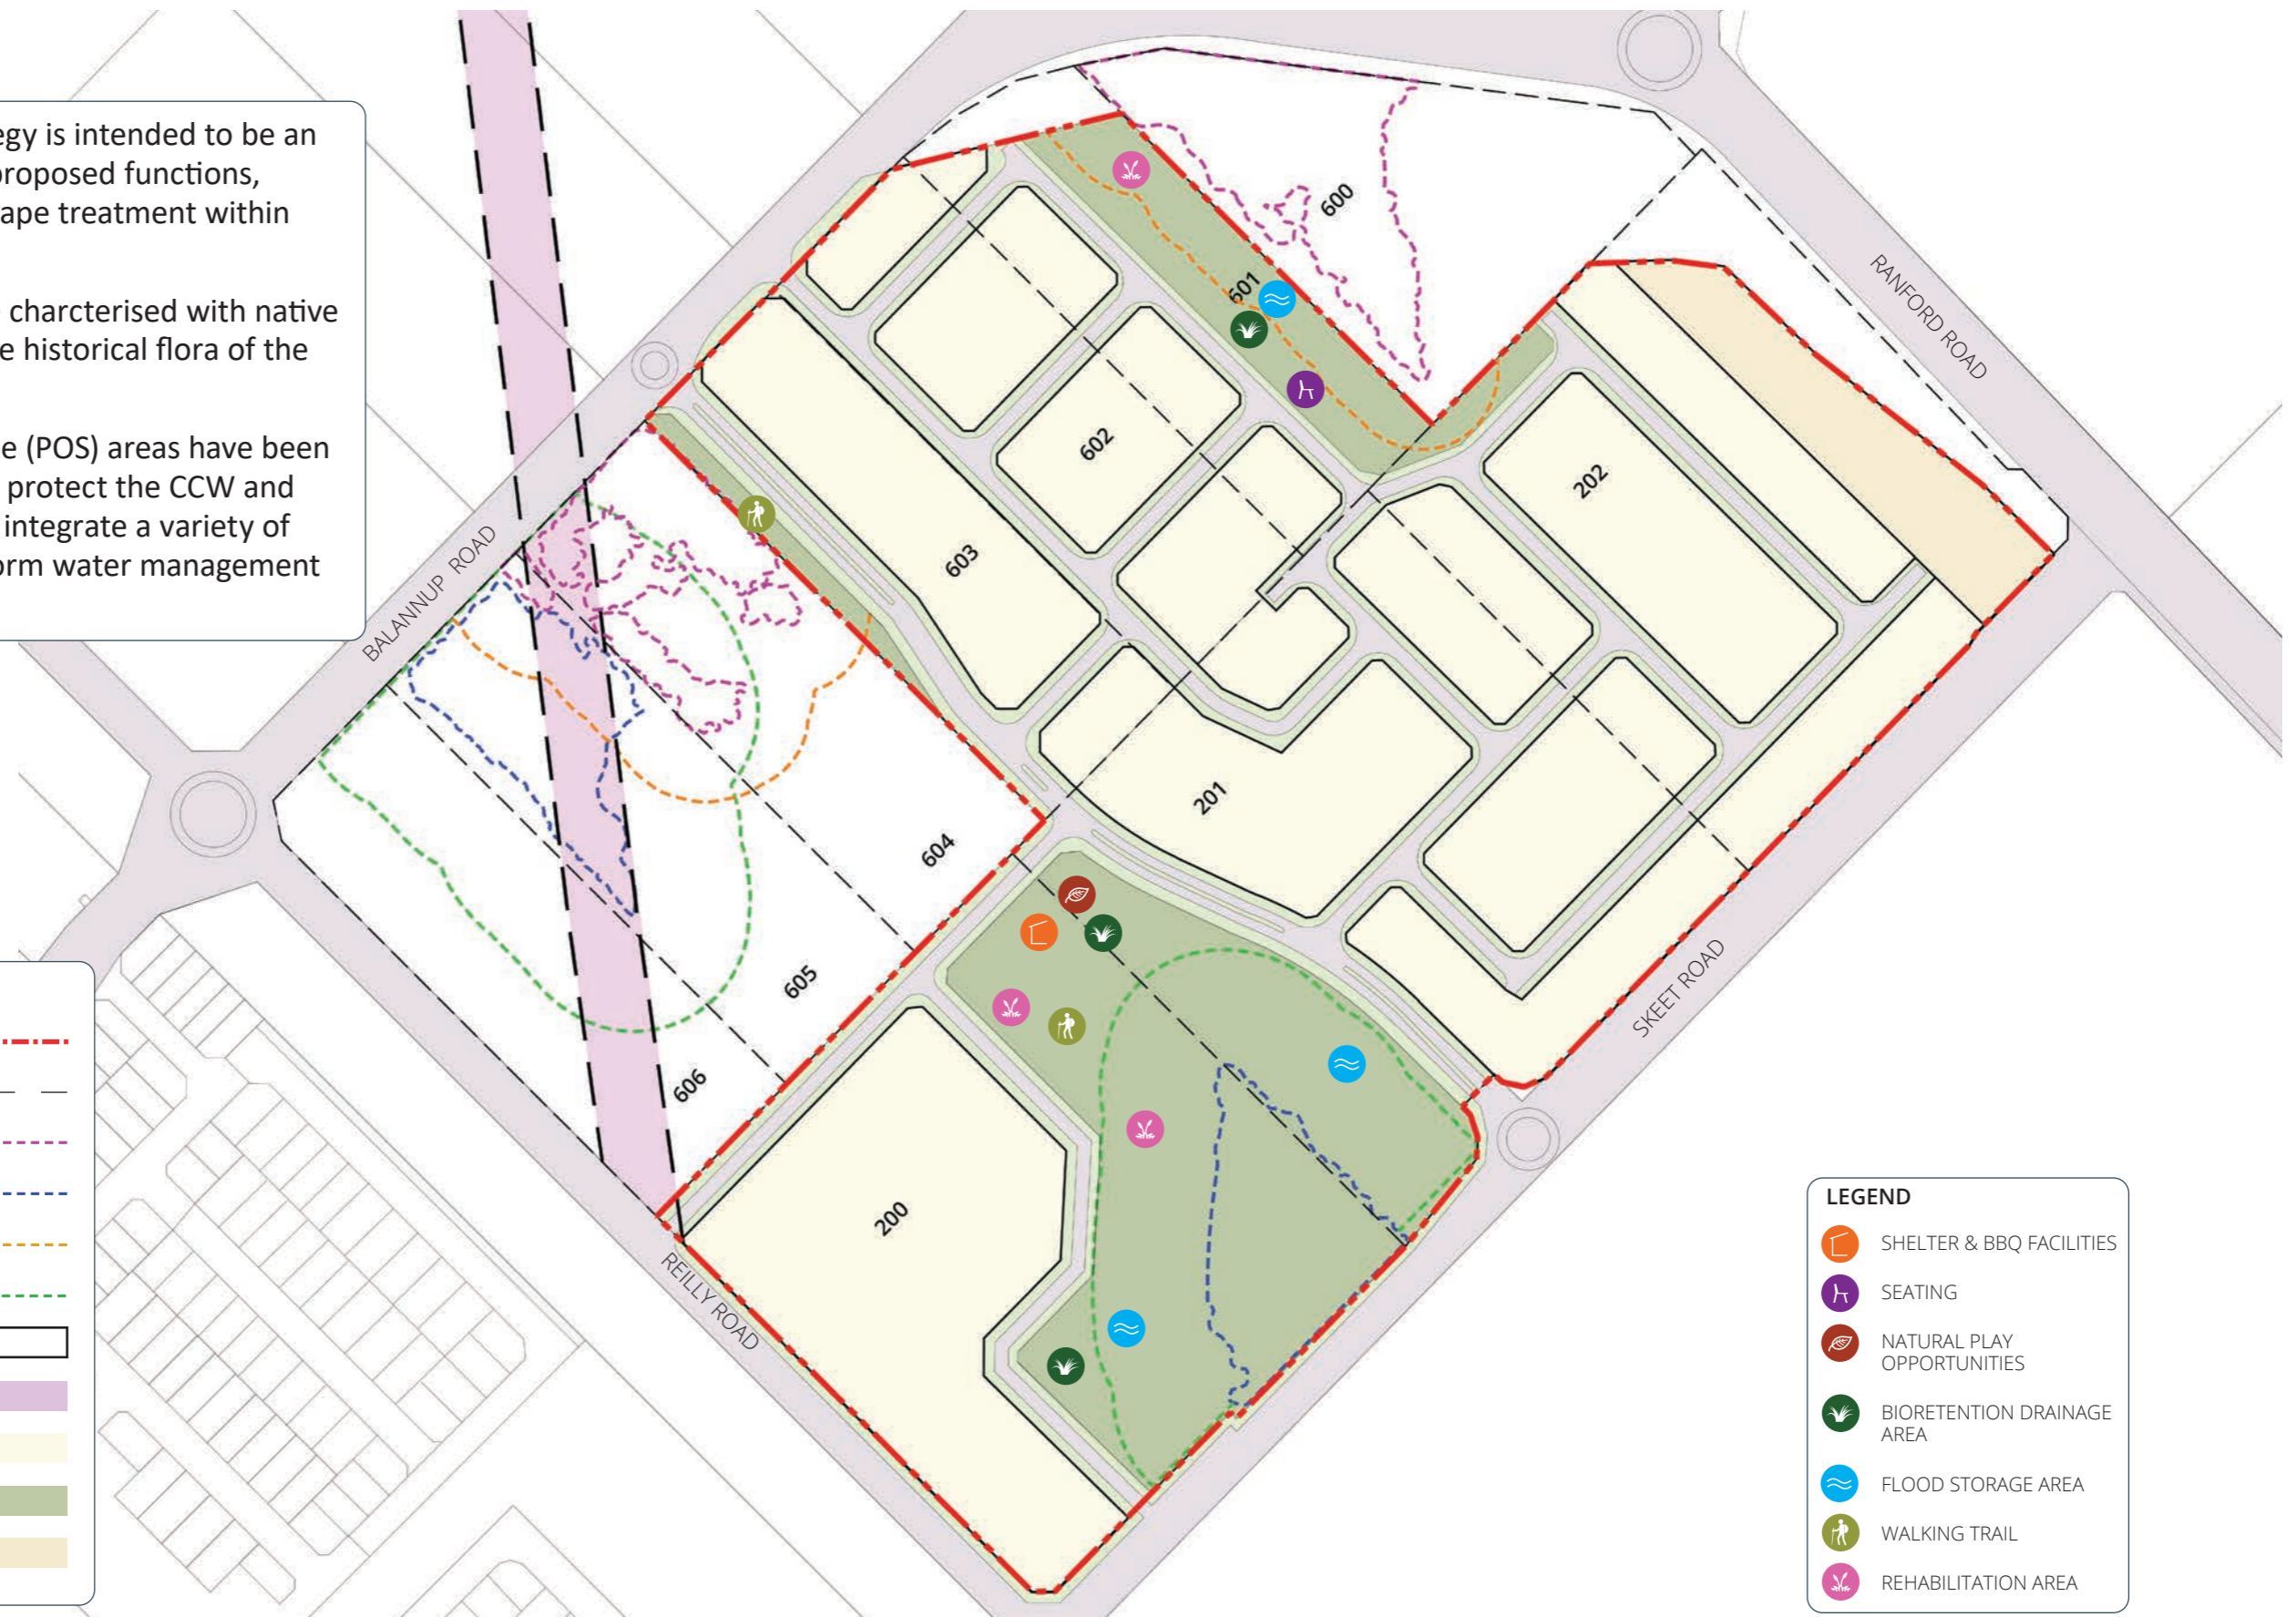 egy is intended to be an
proposed functions,
ape treatment within
charcterised with native
e historical flora of the
e (POS) areas have been
protect the CCW and
integrate a variety of
orm water management
600
601
602
603
202
201
604
605
606
200
BALANNUP ROAD
RANFORD ROAD
SKEET ROAD
REILLY ROAD
LEGEND
SHELTER & BBQ FACILITIES
SEATING
NATURAL PLAY
OPPORTUNITIES
BIORETENTION DRAINAGE
AREA
FLOOD STORAGE AREA
WALKING TRAIL
REHABILITATION AREA